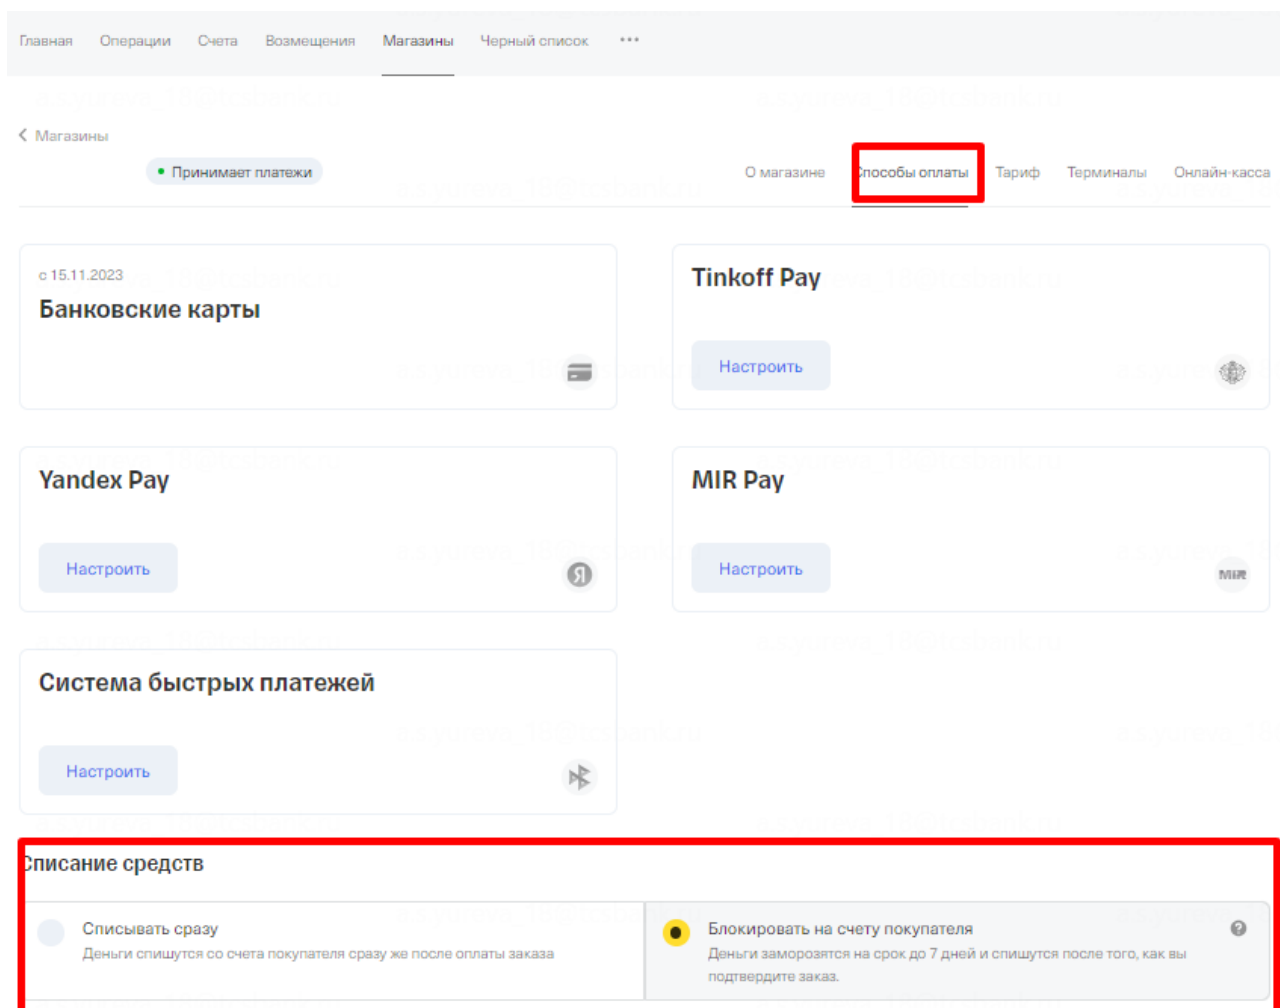 Главная Операции Счета Возмещения Магазины Черный список
Магазины
Принимает платежи
О магазине Способы оплаты Тариф Терминалы Онлайн-касса
с 15.11.2023
Банковские карты
Tinkoff Pay
Настроить
Yandex Pay
Настроить
MIR Pay
Настроить
MIR
Система быстрых платежей
Настроить
Списание средств
Списывать сразу
Деньги спишутся со счета покупателя сразу же после оплаты заказа
Блокировать на счету покупателя
Деньги заморозятся на срок до 7 дней и спишутся после того, как вы
подтвердите заказ.